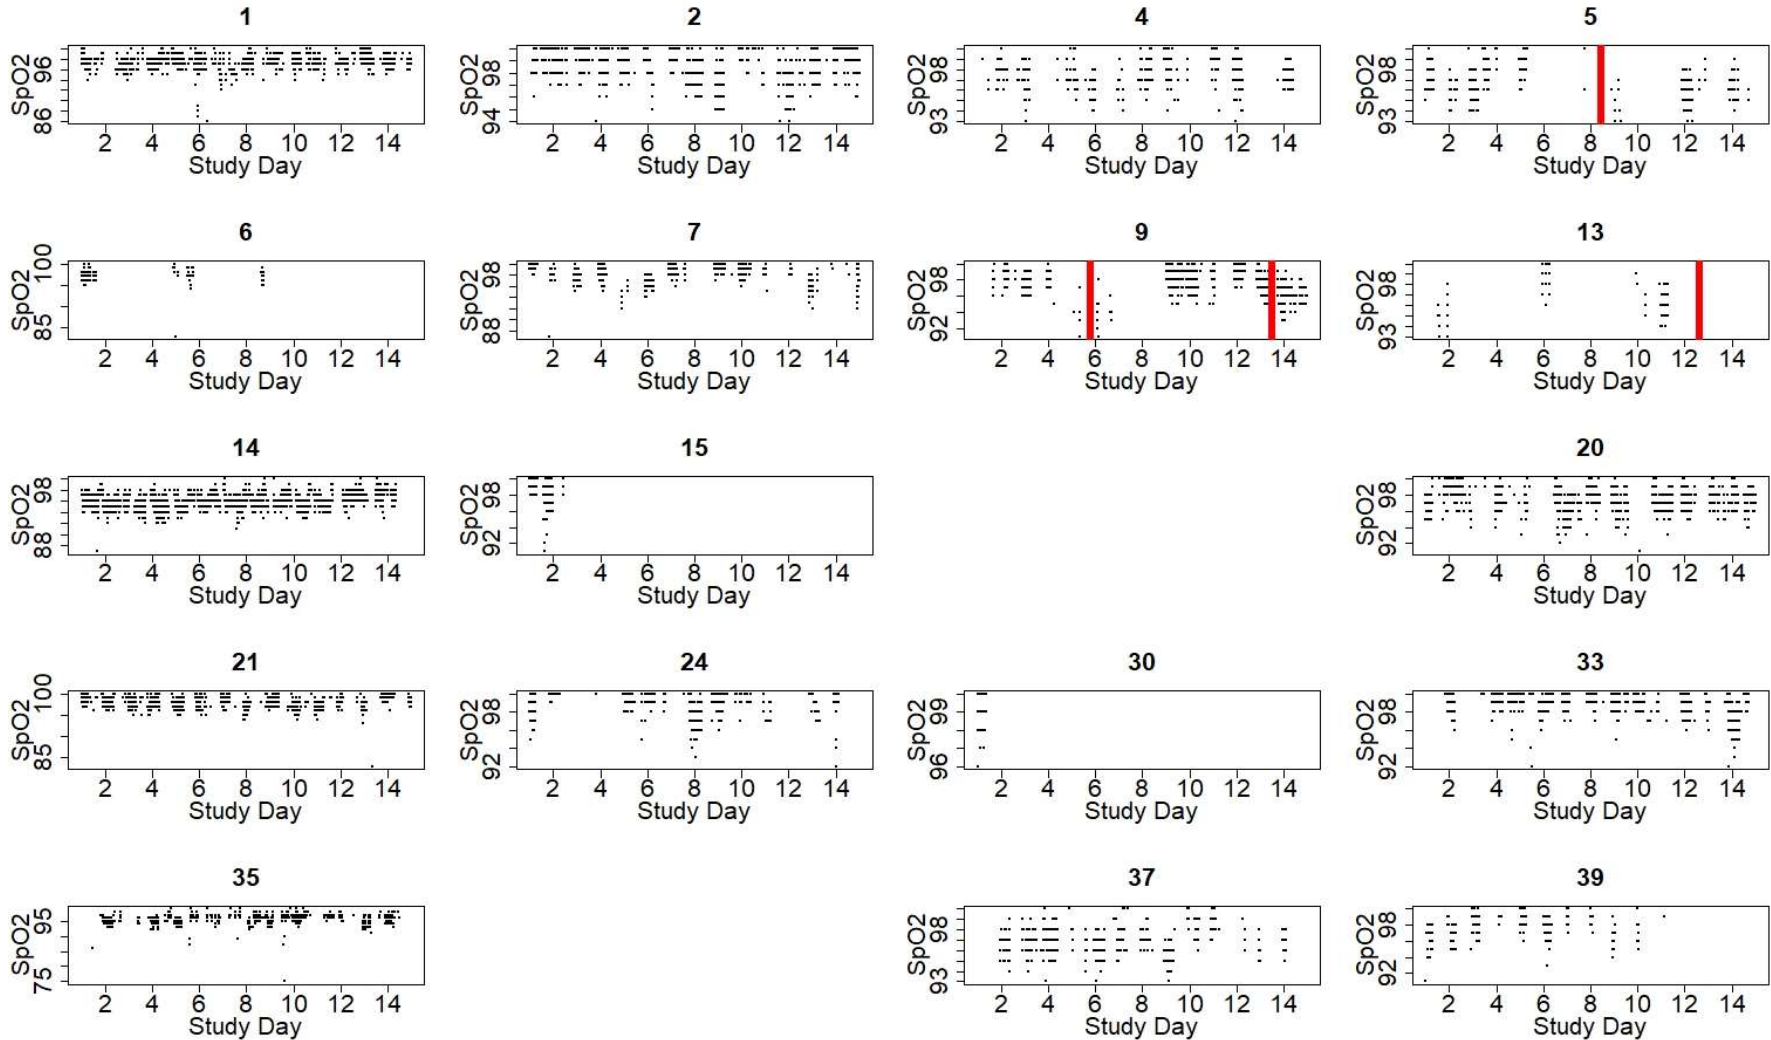 1 2 4 5
SpO2 96 86 SpO2 98 94 SpO2 98 93 SpO2 98 93
2 4 6 8 10 12 14 2 4 6 8 10 12 14 2 4 6 8 10 12 14 2 4 6 8 10 12 14
Study Day Study Day Study Day Study Day
6 7 9 13
SpO2 100 85 SpO2 98 88 SpO2 98 92 SpO2 98 93
2 4 6 8 10 12 14 2 4 6 8 10 12 14 2 4 6 8 10 12 14 2 4 6 8 10 12 14
Study Day Study Day Study Day Study Day
14 15 20
SpO2 98 88 SpO2 98 92 SpO2 98 92
2 4 6 8 10 12 14 2 4 6 8 10 12 14 2 4 6 8 10 12 14
Study Day Study Day Study Day
21 24 30 33
SpO2 100 85 SpO2 98 92 SpO2 99 96 SpO2 98 92
2 4 6 8 10 12 14 2 4 6 8 10 12 14 2 4 6 8 10 12 14 2 4 6 8 10 12 14
Study Day Study Day Study Day Study Day
35 37 39
SpO2 95 75 SpO2 98 93 SpO2 98 92
2 4 6 8 10 12 14 2 4 6 8 10 12 14 2 4 6 8 10 12 14
Study Day Study Day Study Day